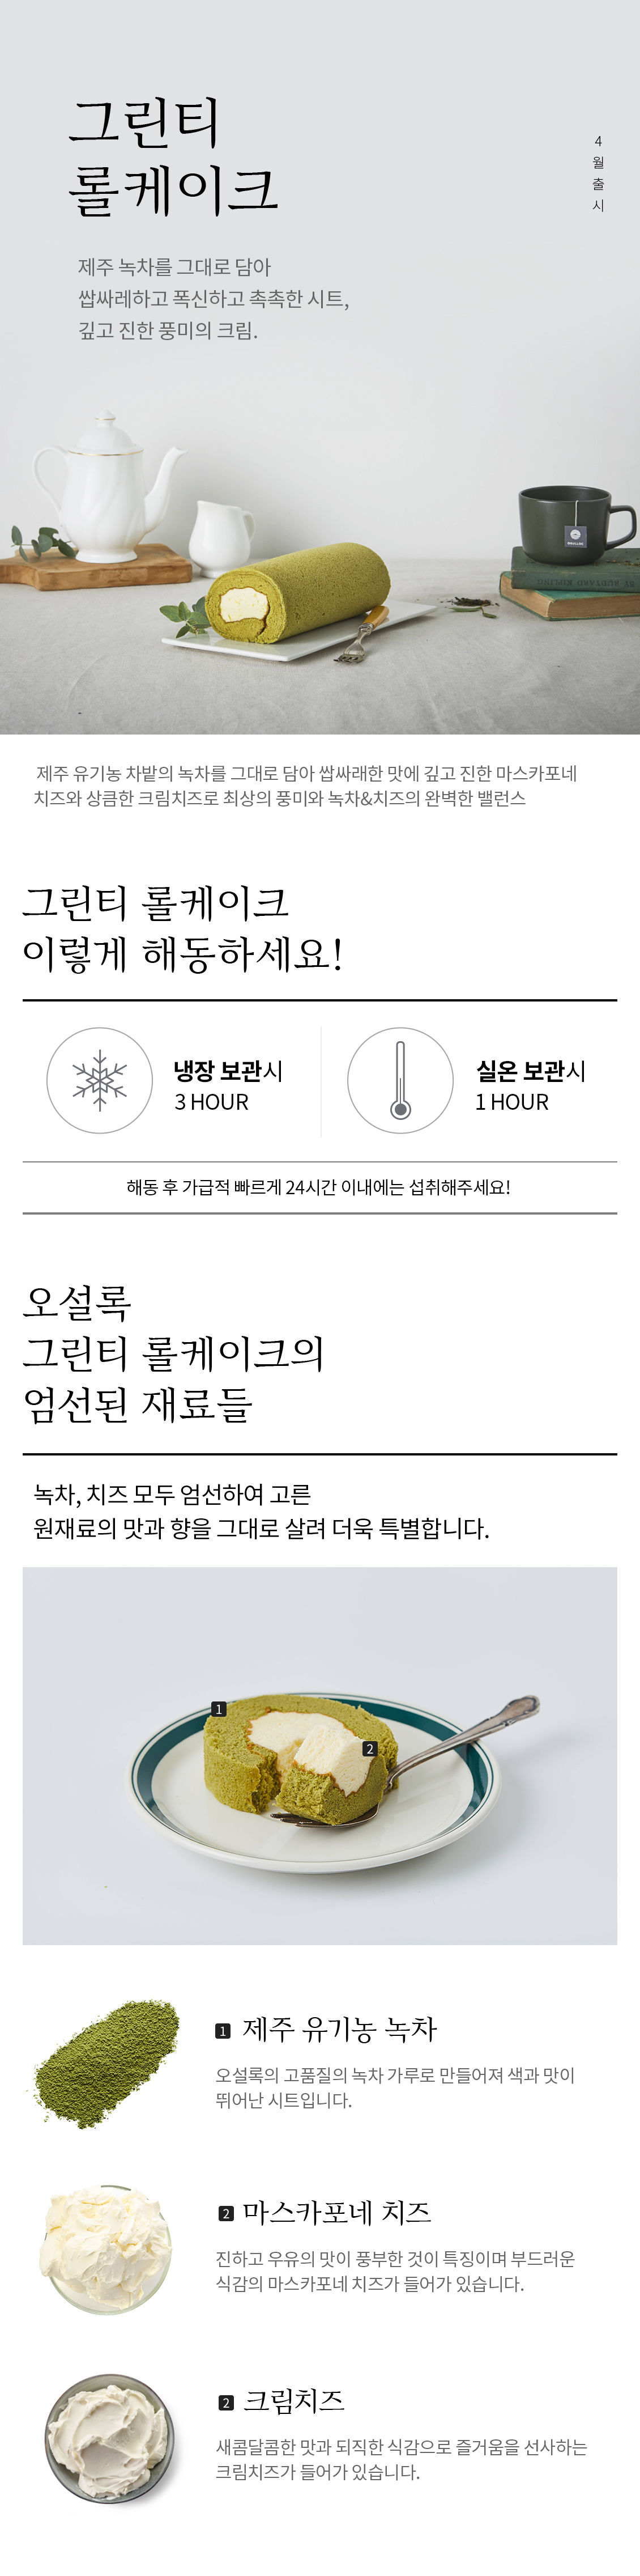 그린티
롤케이크
4
월
출
시
제주 녹차를 그대로 담아
쌉싸레하고 폭신하고 촉촉한 시트,
깊고 진한 풍미의 크림.
제주 유기농 차밭의 녹차를 그대로 담아 쌉싸래한 맛에 깊고 진한 마스카포네
치즈와 상큼한 크림치즈로 최상의 풍미와 녹차&치즈의 완벽한 밸런스
그린티 롤케이크
이렇게 해동하세요!
냉장 보관시
3 HOUR
실온 보관시
1 HOUR
해동 후 가급적 빠르게 24시간 이내에는 섭취해주세요!
오설록
그린티 롤케이크의
엄선된 재료들
녹차, 치즈 모두 엄선하여 고른
원재료의 맛과 향을 그대로 살려 더욱 특별합니다.
1
2
1 제주 유기농 녹차
오설록의 고품질의 녹차 가루로 만들어져 색과 맛이
뛰어난 시트입니다.
2 마스카포네 치즈
진하고 우유의 맛이 풍부한 것이 특징이며 부드러운
식감의 마스카포네 치즈가 들어가 있습니다.
2 크림치즈
새콤달콤한 맛과 되직한 식감으로 즐거움을 선사하는
크림치즈가 들어가 있습니다.